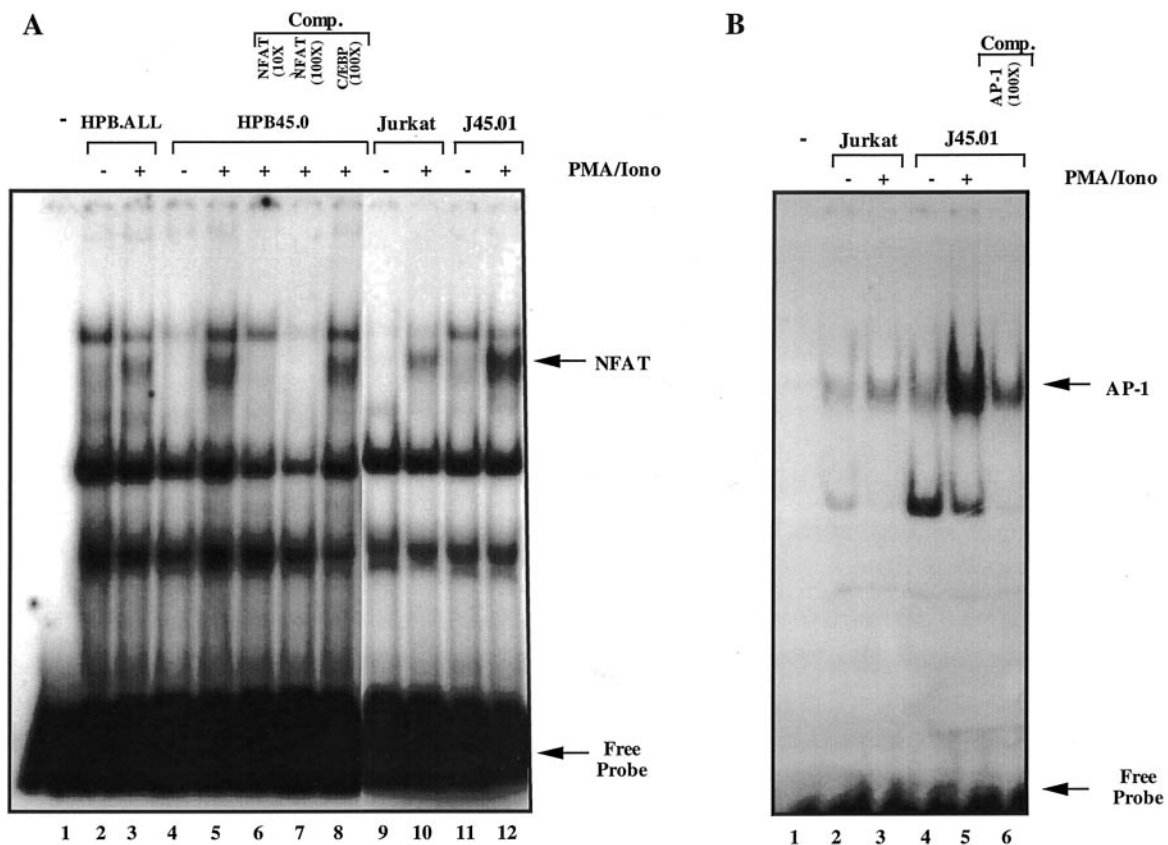 A
Comp.
NFAT (10X)
NFAT (100X)
C/EBP (100X)
- HPB.ALL HPB45.0 Jurkat J45.01
- + - + + + + - + - + PMA/Iono
NFAT
Free Probe
1 2 3 4 5 6 7 8 9 10 11 12
B
Comp.
AP-1 (100X)
- Jurkat J45.01
- + - + PMA/Iono
AP-1
Free Probe
1 2 3 4 5 6